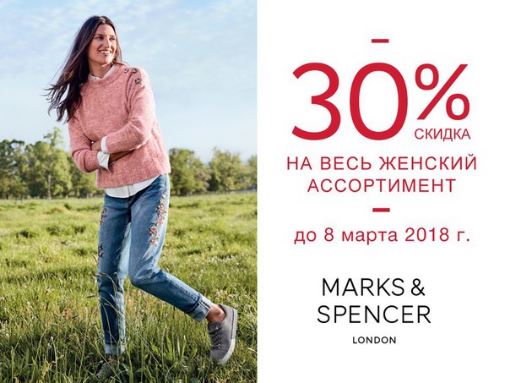 30%
СКИДКА
НА ВЕСЬ ЖЕНСКИЙ
АССОРТИМЕНТ
до 8 марта 2018 г.
MARKS &
SPENCER
LONDON